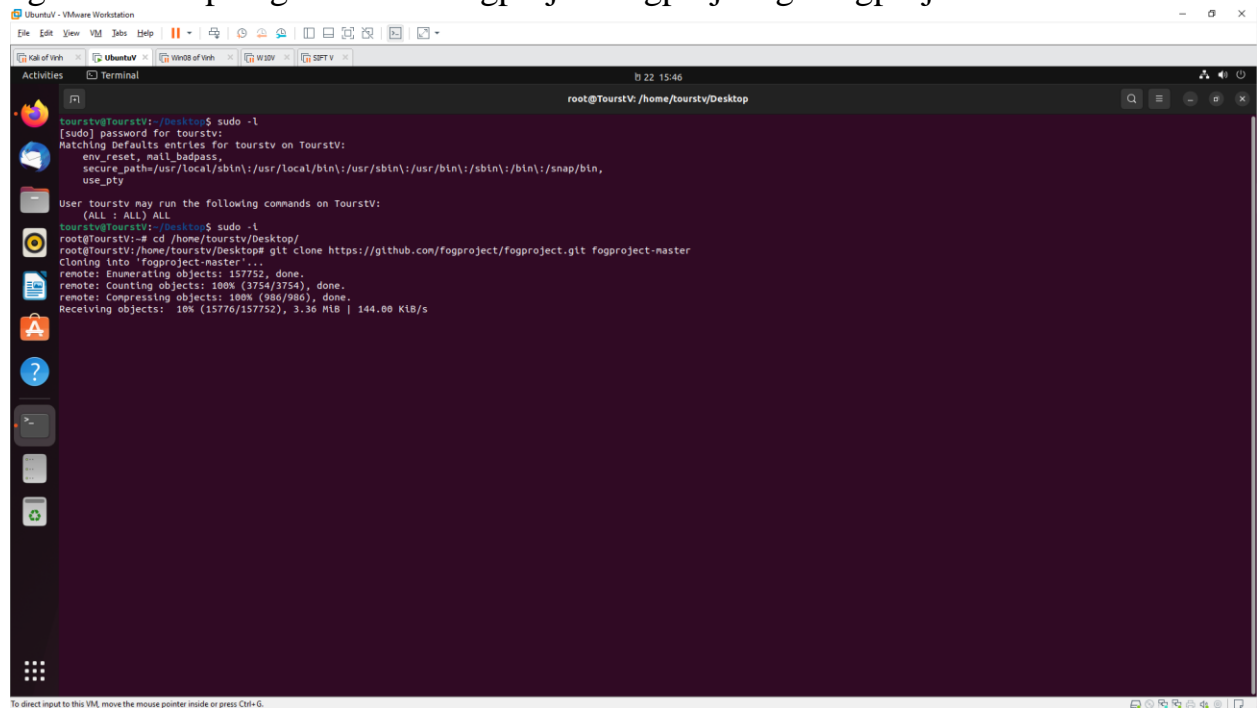 UbuntuV - VMware Workstation
File Edit View VM Tabs Help
Kali of Vinh UbuntuV Win08 of Vinh W10V SIFT V
Activities Terminal 22 15:46
root@TourstV: /home/tourstv/Desktop
tourstv@TourstV:~/Desktop$ sudo -l
[sudo] password for tourstv:
Matching Defaults entries for tourstv on TourstV:
env_reset, mail_badpass,
secure_path=/usr/local/sbin\:/usr/local/bin\:/usr/sbin\:/usr/bin\:/sbin\:/bin\:/snap/bin,
use_pty
User tourstv may run the following commands on TourstV:
(ALL : ALL) ALL
tourstv@TourstV:~/Desktop$ sudo -i
root@TourstV:~# cd /home/tourstv/Desktop/
root@TourstV:/home/tourstv/Desktop# git clone https://github.com/fogproject/fogproject.git fogproject-master
Cloning into 'fogproject-master'...
remote: Enumerating objects: 157752, done.
remote: Counting objects: 100% (3754/3754), done.
remote: Compressing objects: 100% (986/986), done.
Receiving objects: 10% (15776/157752), 3.36 MiB | 144.00 KiB/s
To direct input to this VM, move the mouse pointer inside or press Ctrl+G.